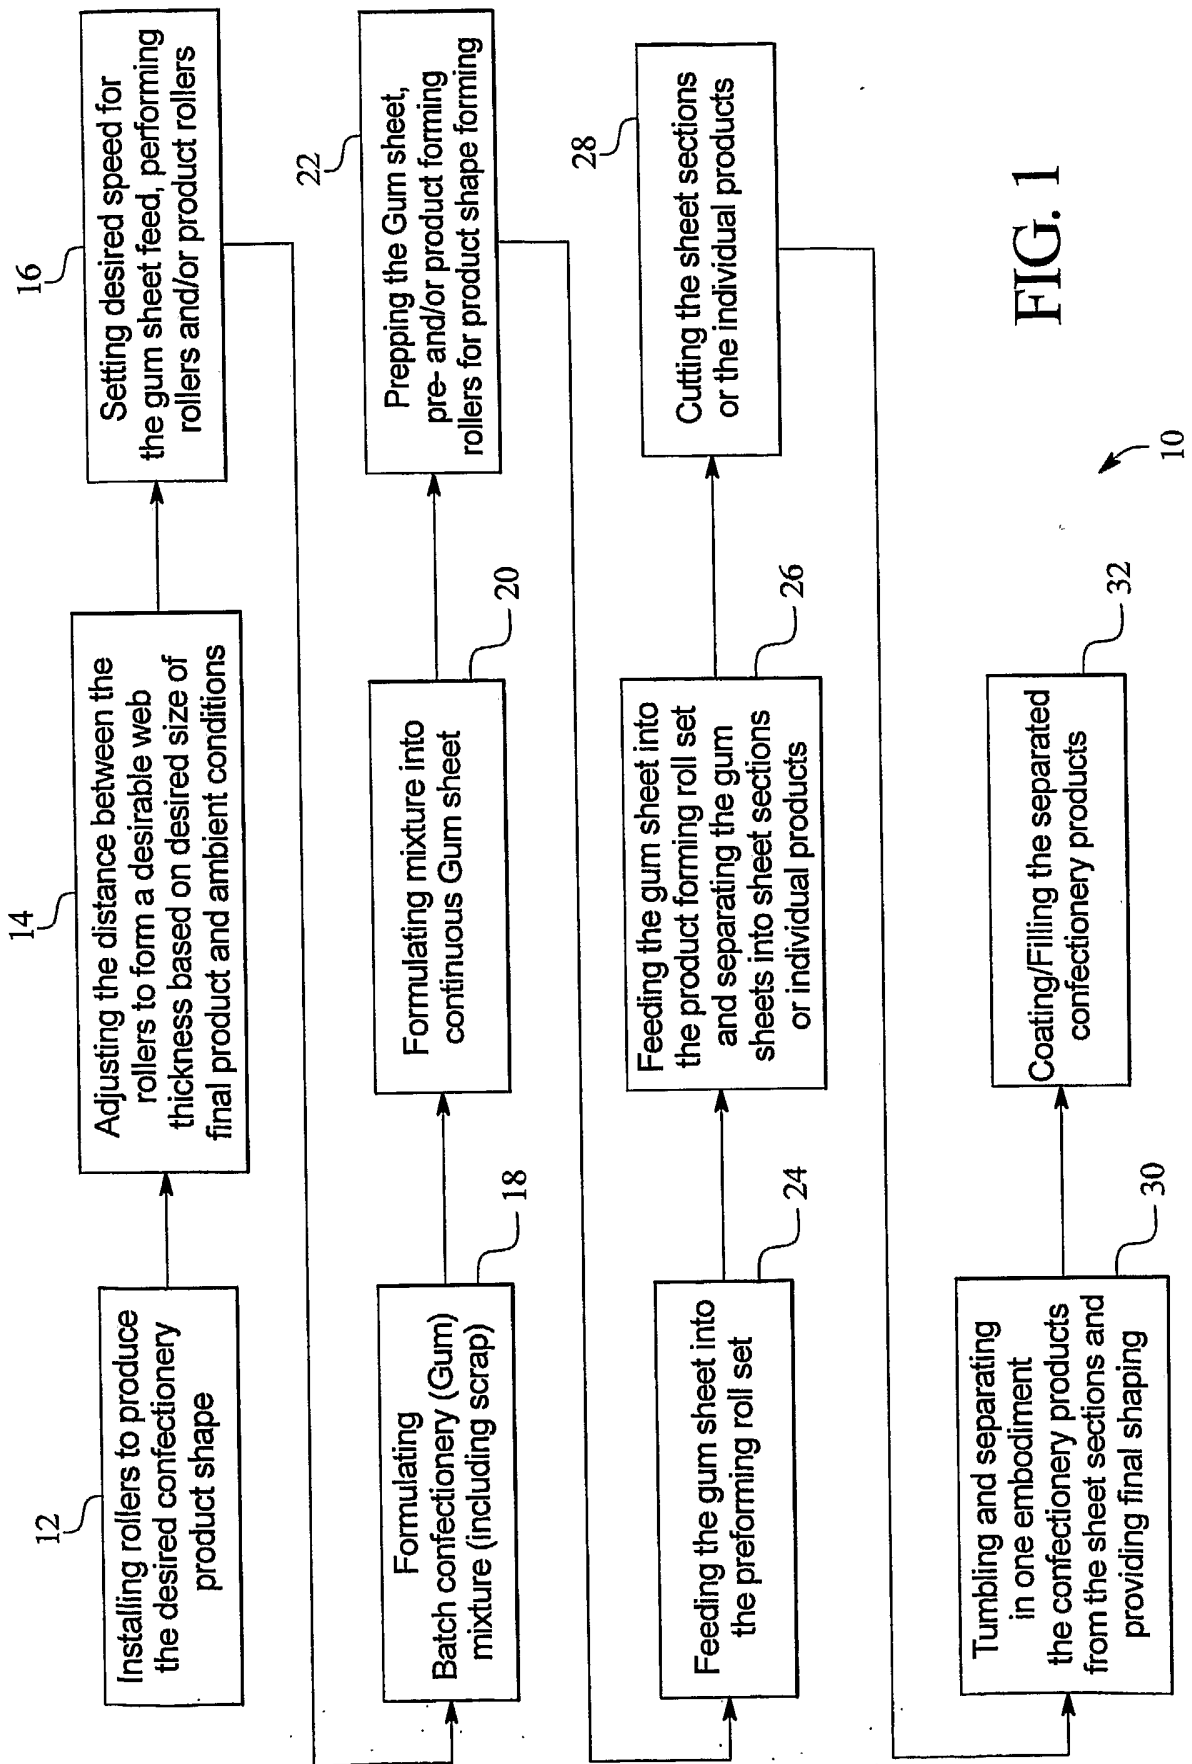 12
Installing rollers to produce
the desired confectionery
product shape
14
Adjusting the distance between the
rollers to form a desirable web
thickness based on desired size of
final product and ambient conditions
16
Setting desired speed for
the gum sheet feed, performing
rollers and/or product rollers
Formulating
Batch confectionery (Gum)
mixture (including scrap)
18
Formulating mixture into
continuous Gum sheet
20
22
Prepping the Gum sheet,
pre- and/or product forming
rollers for product shape forming
Feeding the gum sheet into
the preforming roll set
24
Feeding the gum sheet into
the product forming roll set
and separating the gum
sheets into sheet sections
or individual products
26
28
Cutting the sheet sections
or the individual products
Tumbling and separating
in one embodiment
the confectionery products
from the sheet sections and
providing final shaping
30
Coating/Filling the separated
confectionery products
32
10
FIG. 1